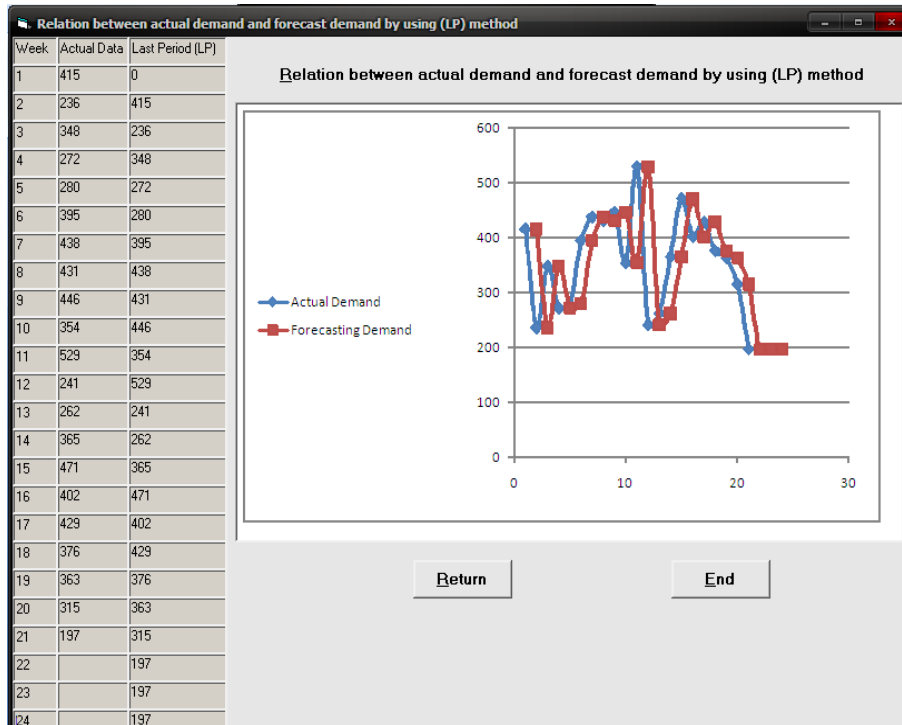 Relation between actual demand and forecast demand by using (LP) method
Week Actual Data Last Period (LP)
1 415 0
2 236 415
3 348 236
4 272 348
5 280 272
6 395 280
7 438 395
8 431 438
9 446 431
10 354 446
11 529 354
12 241 529
13 262 241
14 365 262
15 471 365
16 402 471
17 429 402
18 376 429
19 363 376
20 315 363
21 197 315
22 197
23 197
24 197
Relation between actual demand and forecast demand by using (LP) method
600
500
400
300
200
100
0
0 10 20 30
Actual Demand
Forecasting Demand
Return End